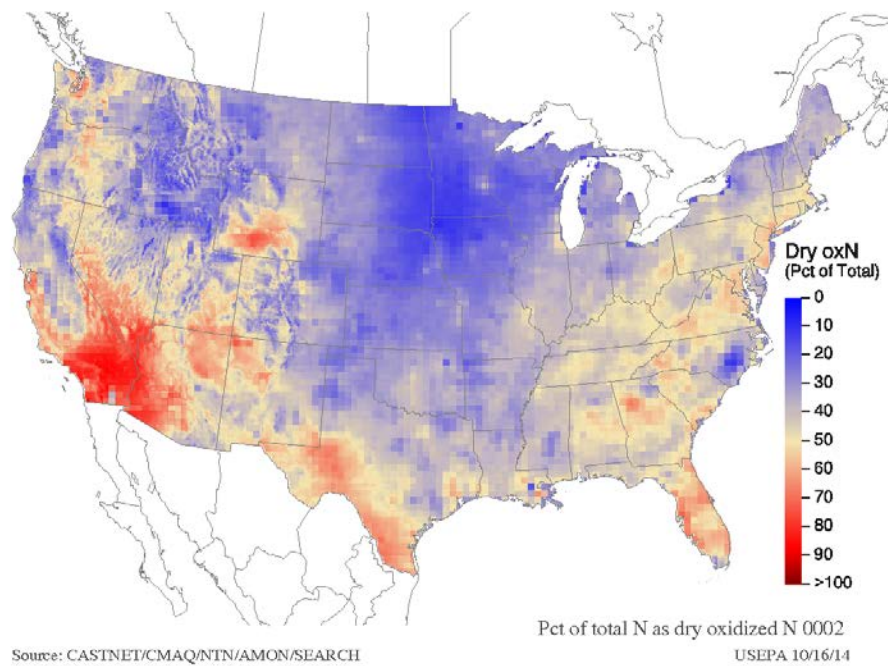 Dry oxN
(Pct of Total)
0
10
20
30
40
50
60
70
80
90
>100
Pct of total N as dry oxidized N 0002
Source: CASTNET/CMAQ/NTN/AMON/SEARCH
USEPA 10/16/14